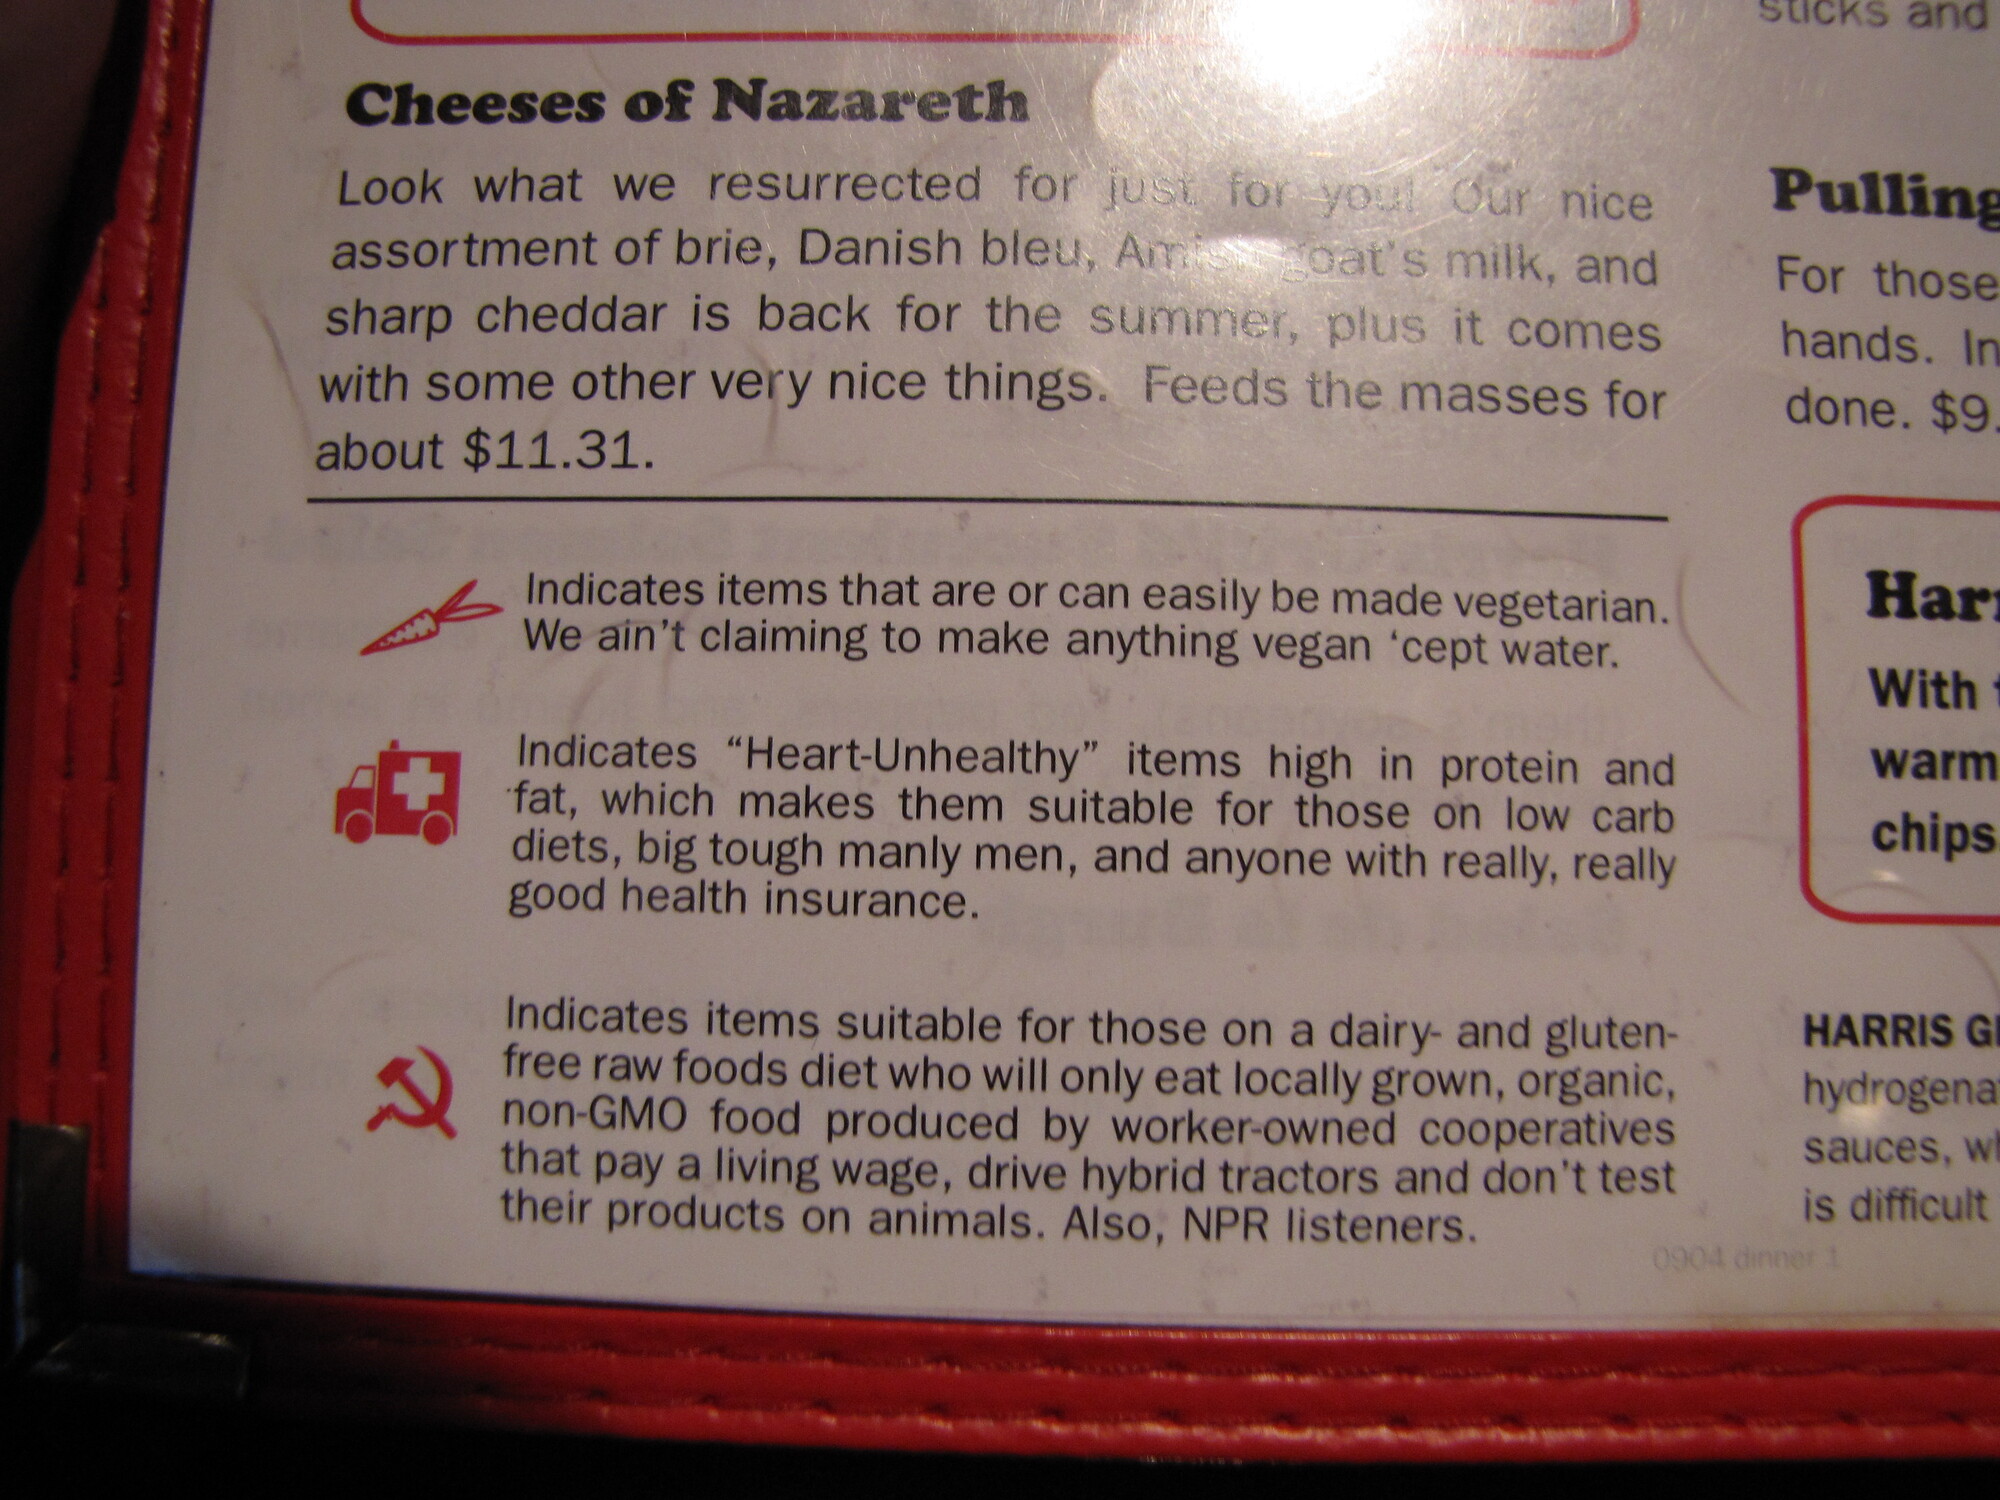 sticks and
Cheeses of Nazareth
Look what we resurrected for just for you! Our nice
assortment of brie, Danish bleu, Amish goat's milk, and
sharp cheddar is back for the summer, plus it comes
with some other very nice things. Feeds the masses for
about $11.31.
Indicates items that are or can easily be made vegetarian.
We ain't claiming to make anything vegan ‘cept water.
Indicates “Heart-Unhealthy” items high in protein and
fat, which makes them suitable for those on low carb
diets, big tough manly men, and anyone with really, really
good health insurance.
Indicates items suitable for those on a dairy- and gluten-
free raw foods diet who will only eat locally grown, organic,
non-GMO food produced by worker-owned cooperatives
that pay a living wage, drive hybrid tractors and don't test
their products on animals. Also, NPR listeners.
Pulling
For those
hands. In
done. $9.
With
warm
chips
HARRIS
sauces,
is difficult
0904 dinner 1